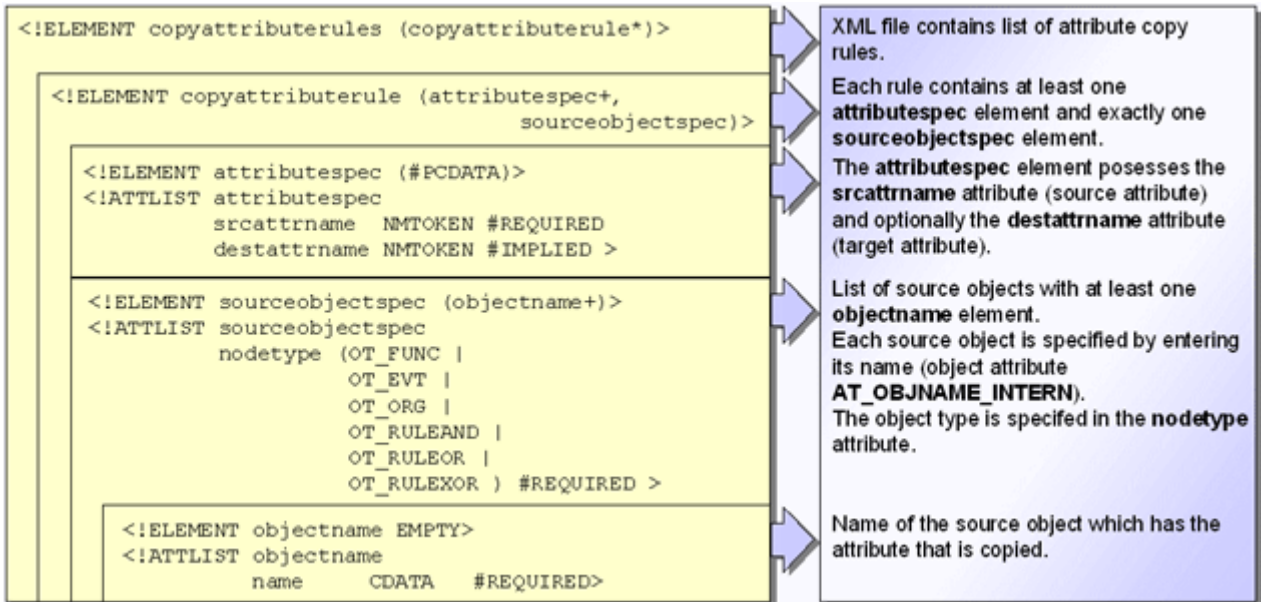 <!ELEMENT copyattributerules (copyattributerule*)>
<!ELEMENT copyattributerule (attributespec+,
sourceobjectspec)>
<!ELEMENT attributespec (#PCDATA)>
<!ATTLIST attributespec
srcattrname NMTOKEN #REQUIRED
destattrname NMTOKEN #IMPLIED >
<!ELEMENT sourceobjectspec (objectname+)>
<!ATTLIST sourceobjectspec
nodetype (OT_FUNC |
OT_EVT |
OT_ORG |
OT_RULEAND |
OT_RULEOR |
OT_RULEXOR ) #REQUIRED >
<!ELEMENT objectname EMPTY>
<!ATTLIST objectname
name CDATA #REQUIRED>
XML file contains list of attribute copy
rules.
Each rule contains at least one
attributespec element and exactly one
sourceobjectspec element.
The attributespec element posesses the
srcattrname attribute (source attribute)
and optionally the destattrname attribute
(target attribute).
List of source objects with at least one
objectname element.
Each source object is specified by entering
its name (object attribute
AT_OBJNAME_INTERN).
The object type is specifed in the nodetype
attribute.
Name of the source object which has the
attribute that is copied.